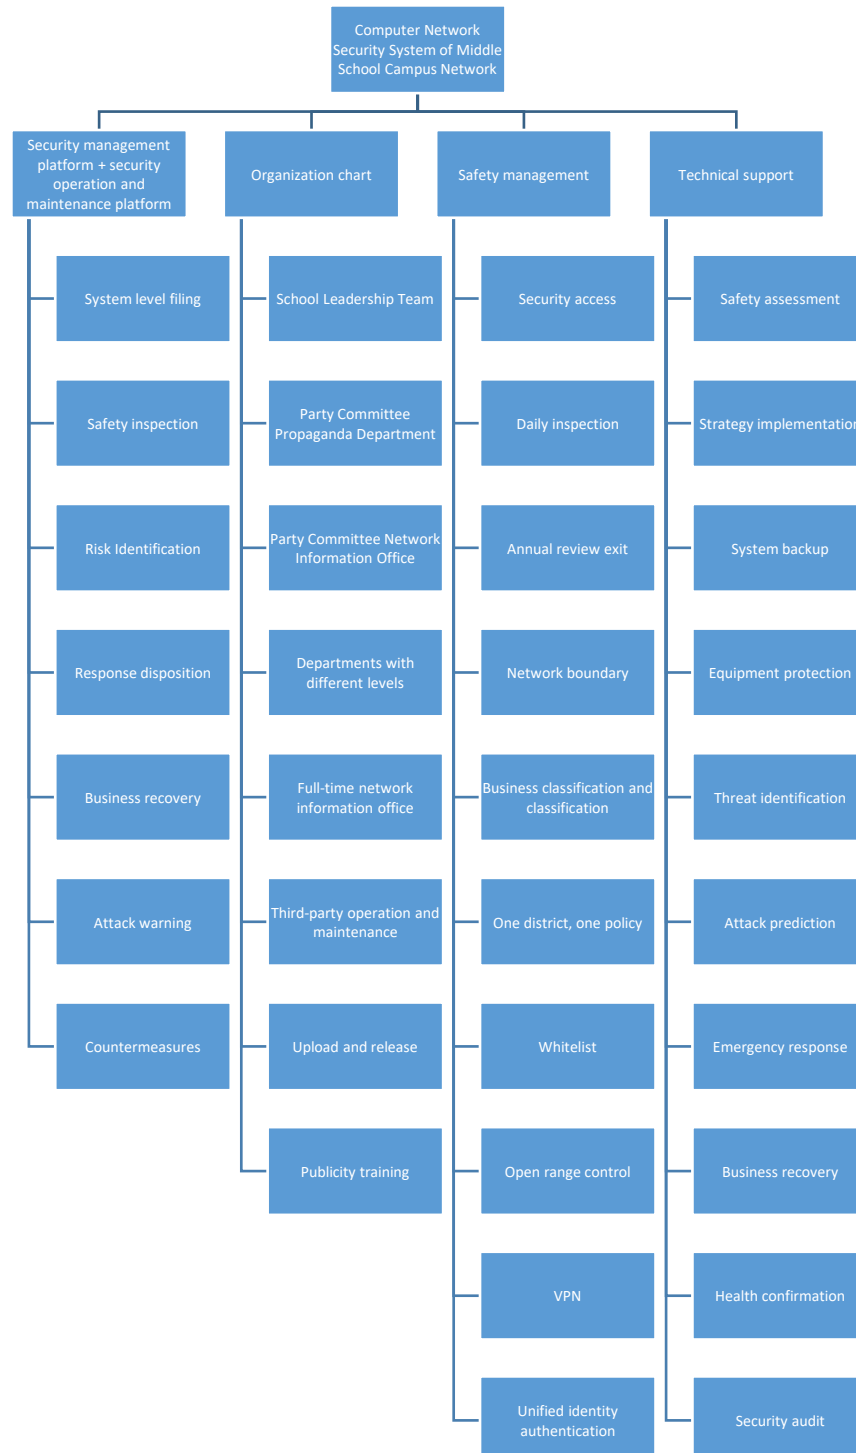 Computer Network
Security System of Middle
School Campus Network
Security management
platform + security
operation and
maintenance platform
Organization chart
Safety management
Technical support
System level filing
Safety inspection
Risk Identification
Response disposition
Business recovery
Attack warning
Countermeasures
School Leadership Team
Party Committee
Propaganda Department
Party Committee Network
Information Office
Departments with
different levels
Full-time network
information office
Third-party operation and
maintenance
Upload and release
Publicity training
Security access
Daily inspection
Annual review exit
Network boundary
Business classification and
classification
One district, one policy
Whitelist
Open range control
VPN
Unified identity
authentication
Safety assessment
Strategy implementation
System backup
Equipment protection
Threat identification
Attack prediction
Emergency response
Business recovery
Health confirmation
Security audit